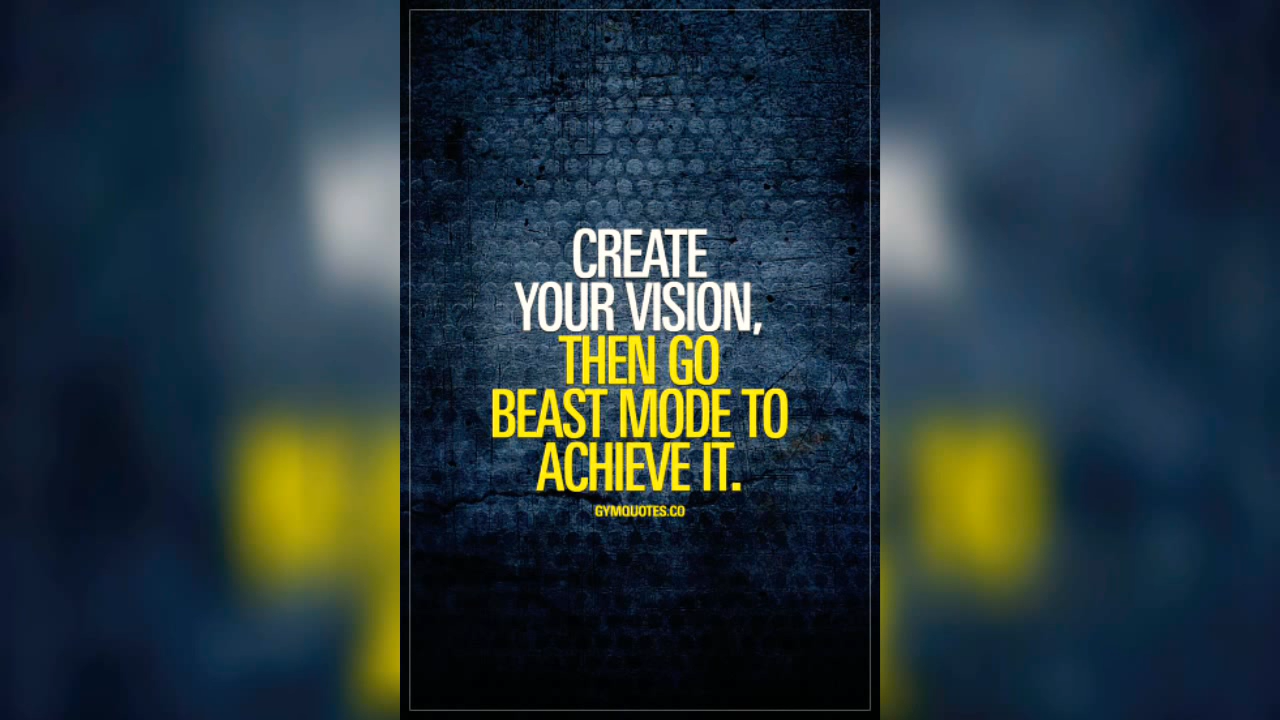 CREATE
YOUR VISION,
THEN GO
BEAST MODE TO
ACHIEVE IT.
GYMQUOTES.CO